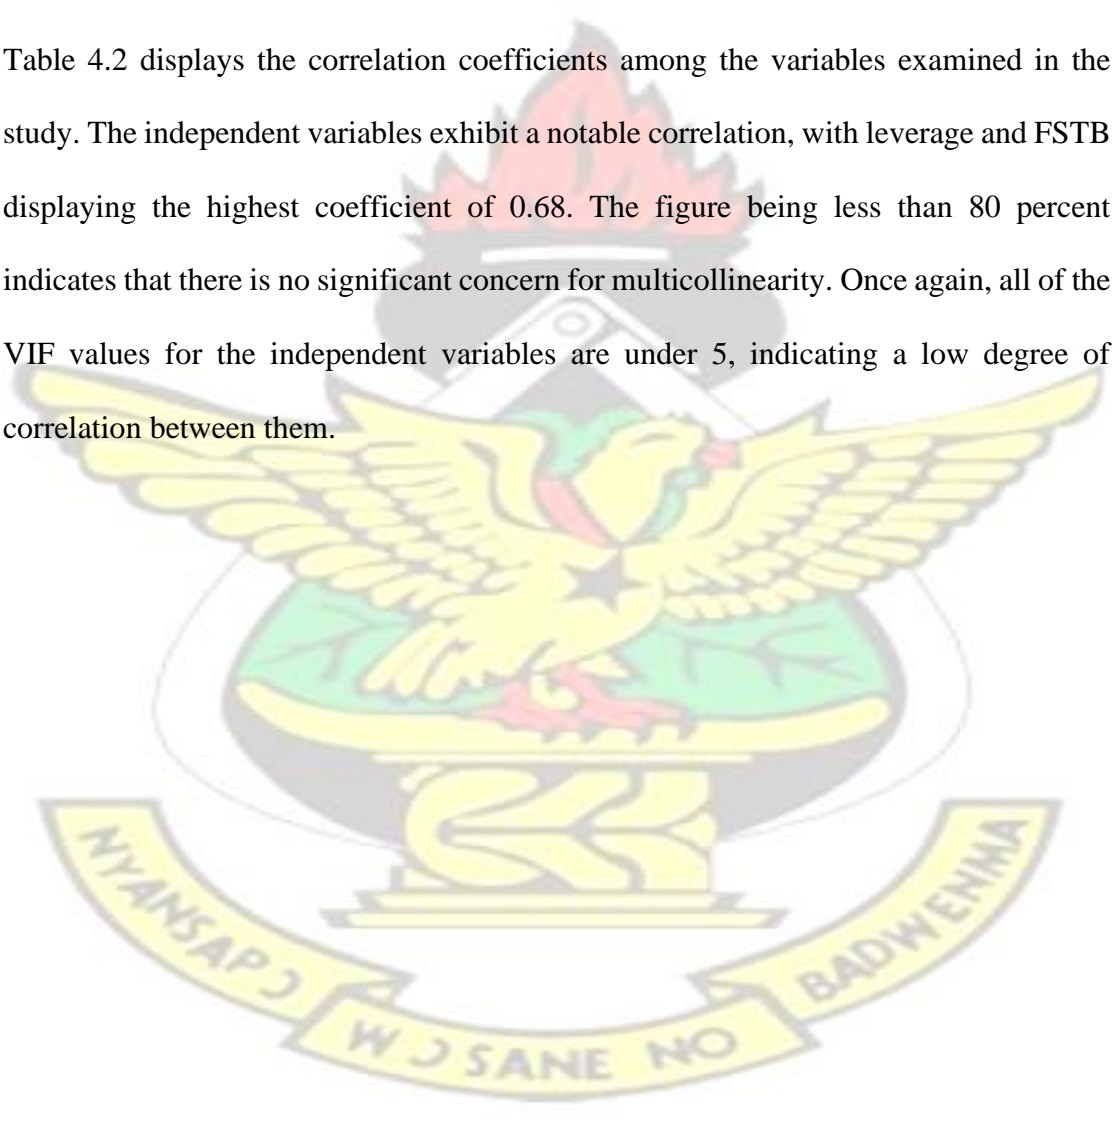 Table 4.2 displays the correlation coefficients among the variables examined in the
study. The independent variables exhibit a notable correlation, with leverage and FSTB
displaying the highest coefficient of 0.68. The figure being less than 80 percent
indicates that there is no significant concern for multicollinearity. Once again, all of the
VIF values for the independent variables are under 5, indicating a low degree of
correlation between them.
NYANSAPƆ
WƆ SANE NO
BADWENMA